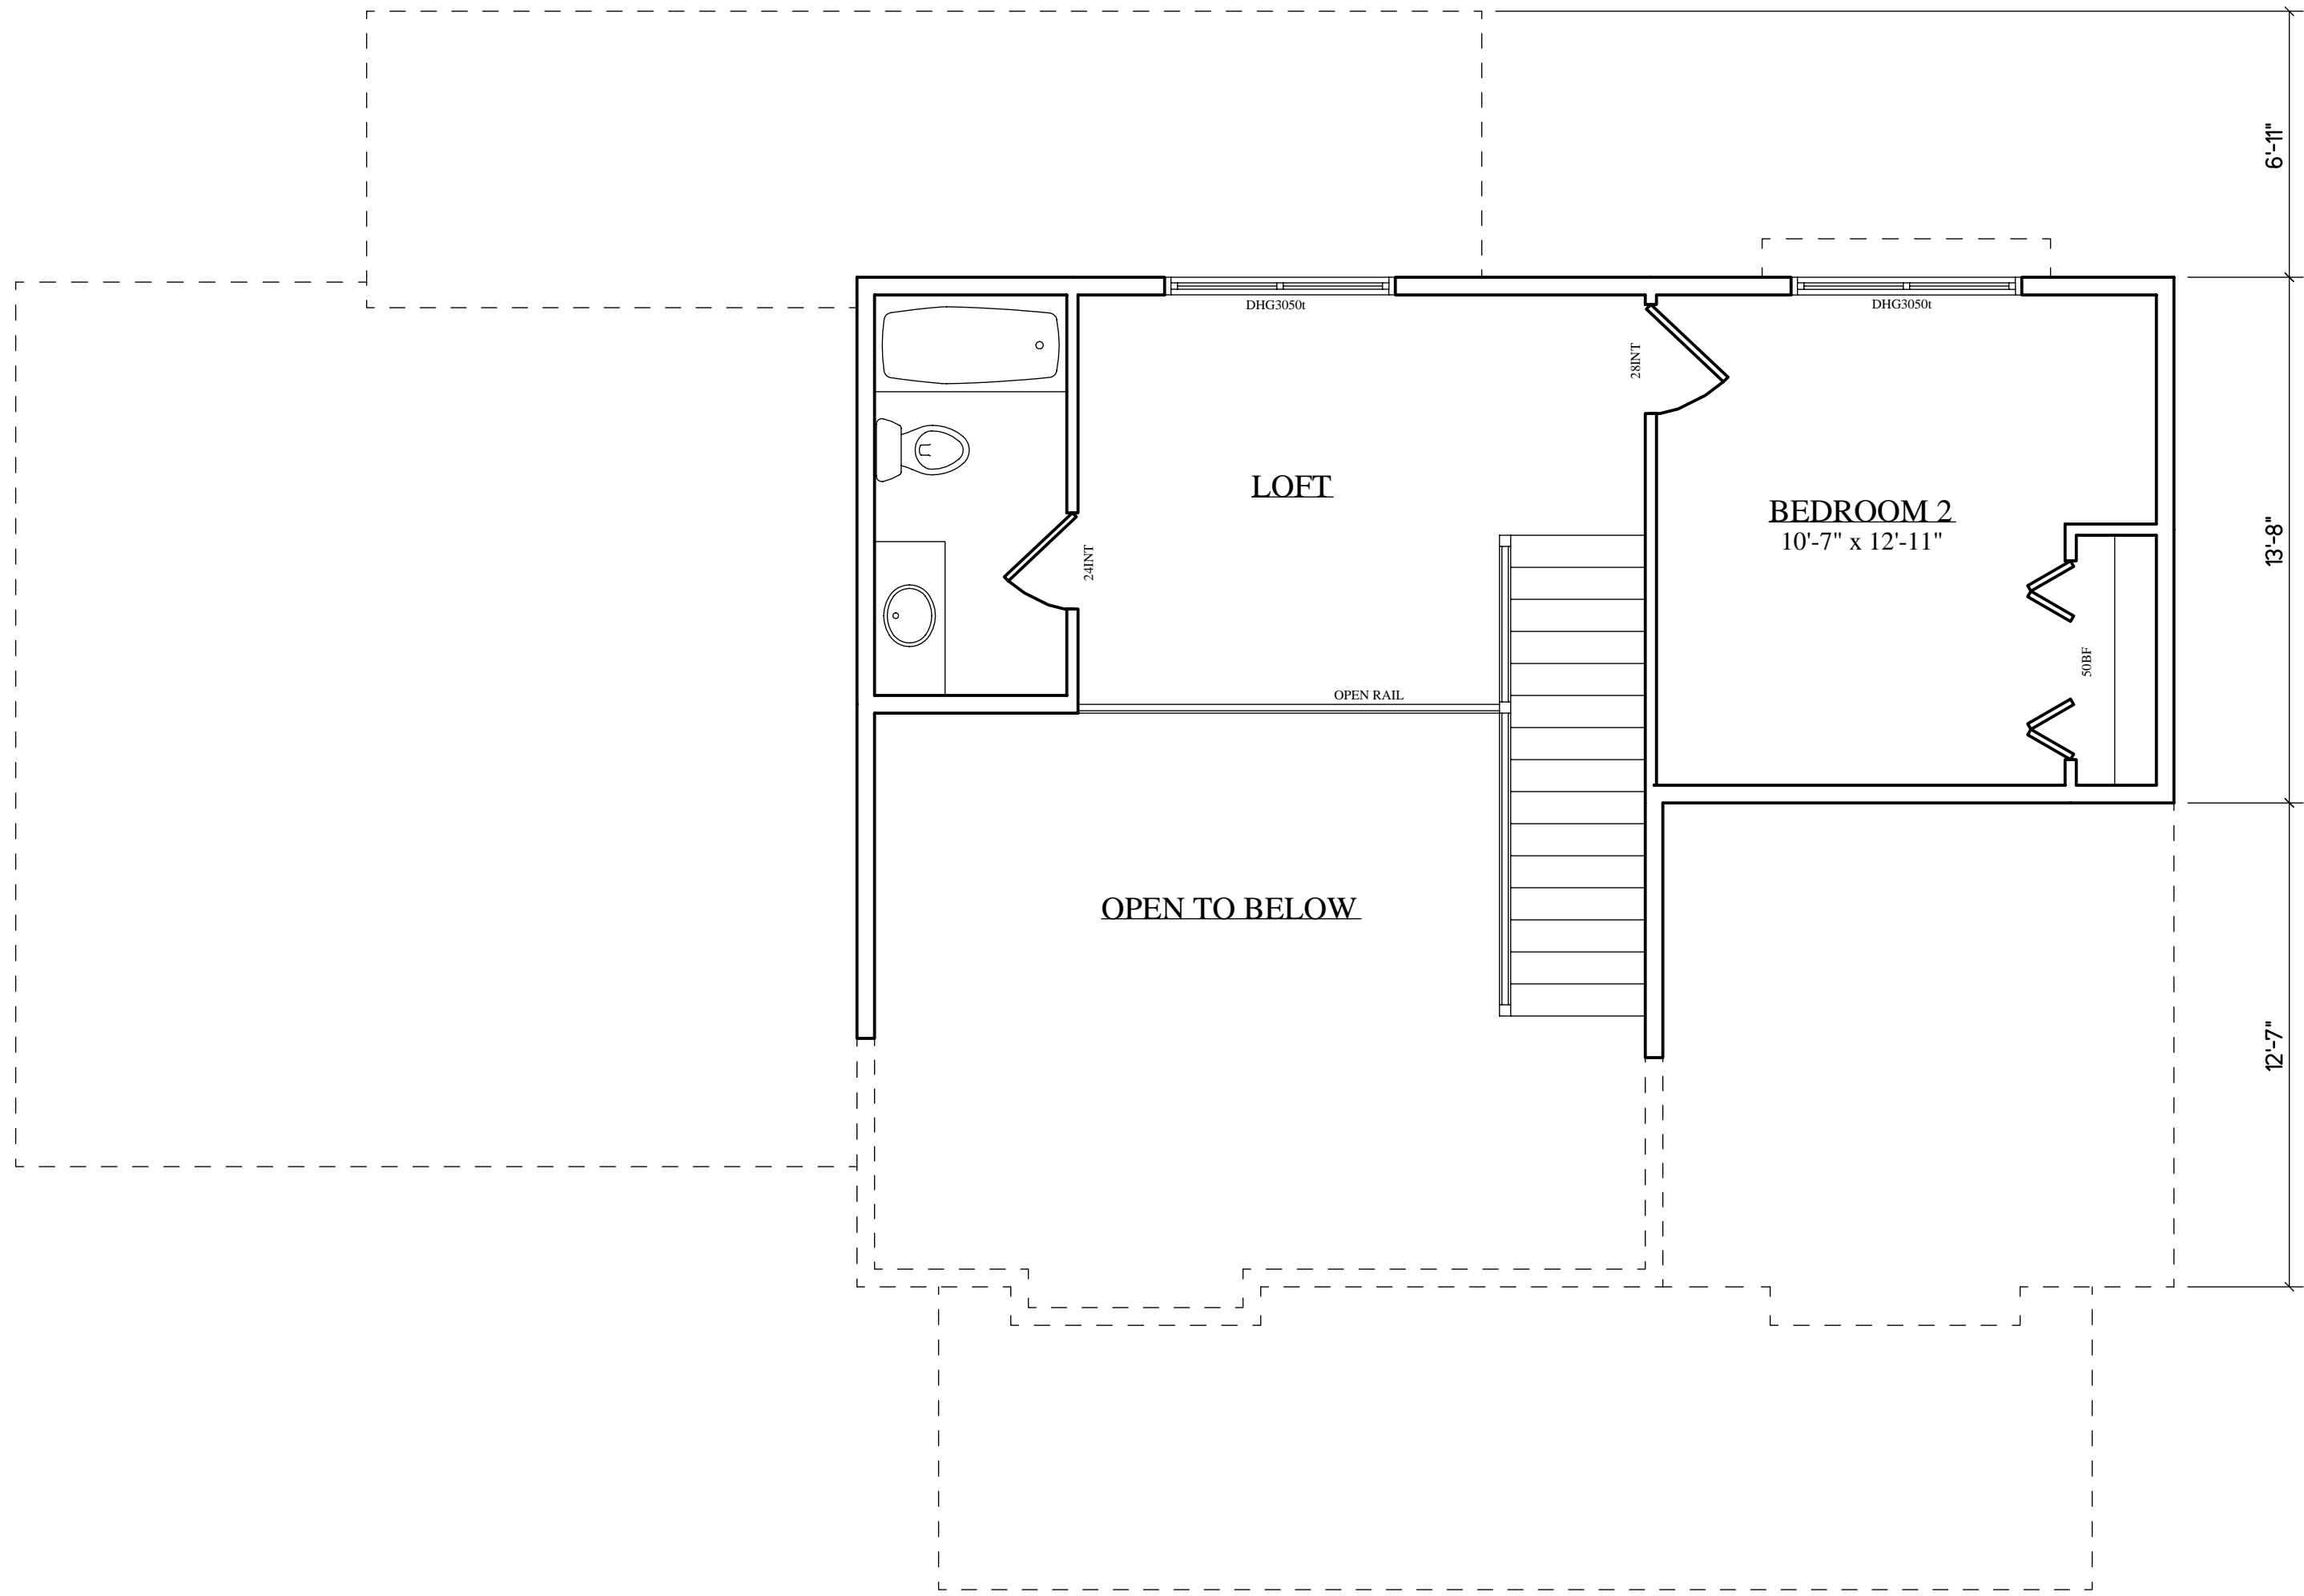 6'-11"
DHG3050t
DHG3050t
28INT
LOFT
BEDROOM 2
10'-7" x 12'-11"
13'-8"
24INT
50BF
OPEN RAIL
OPEN TO BELOW
12'-7"